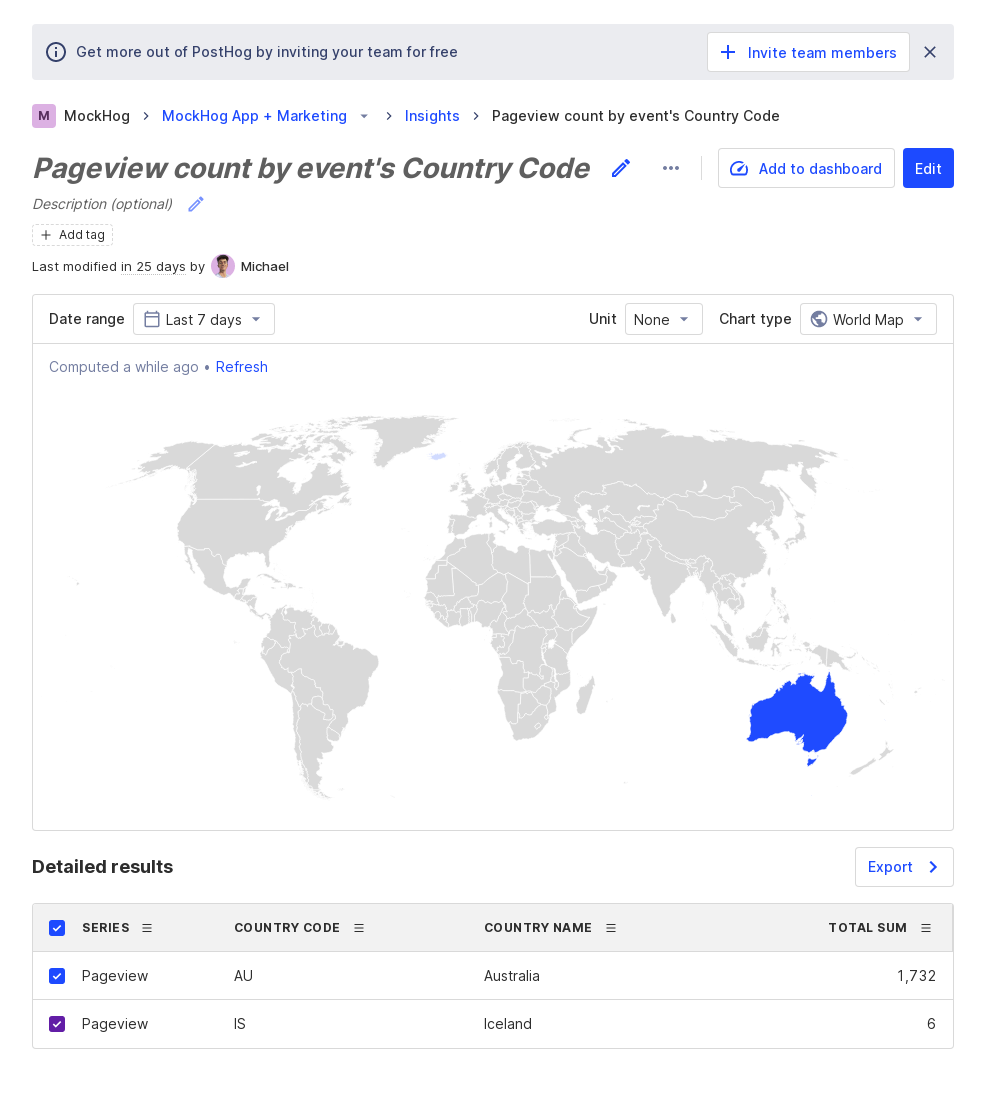 Get more out of PostHog by inviting your team for free
Invite team members
M MockHog MockHog App + Marketing Insights Pageview count by event's Country Code
Pageview count by event's Country Code
Add to dashboard
Edit
Description (optional)
Add tag
Last modified in 25 days by Michael
Date range Last 7 days Unit None Chart type World Map
Computed a while ago • Refresh
Detailed results
Export
SERIES COUNTRY CODE COUNTRY NAME TOTAL SUM
Pageview AU Australia 1,732
Pageview IS Iceland 6